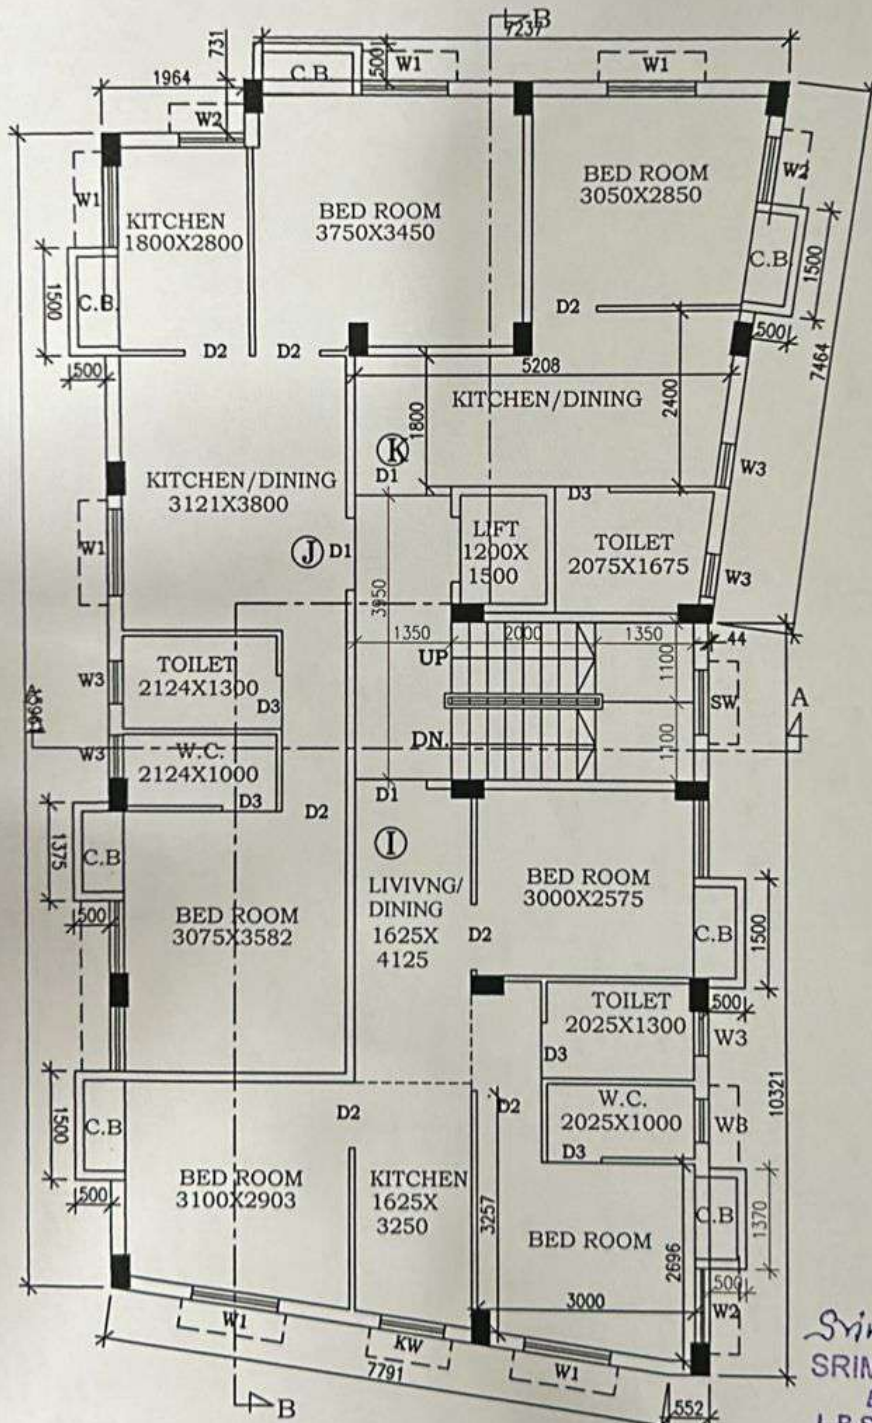 B
7237
731
500
C.B.
W1
W1
1964
W2
W2
W1
BED ROOM
3050X2850
KITCHEN
1800X2800
BED ROOM
3750X3450
C.B.
1500
1500
C.B.
D2
D2
D2
500
500
7464
5208
KITCHEN/DINING
2400
1800
K
D1
W3
KITCHEN/DINING
3121X3800
D3
LIFT
1200X
1500
TOILET
2075X1675
W1
J
D1
W3
3950
1350
2000
1350
44
UP
1100
TOILET
2124X1300
W3
D3
SW
A
DN.
1100
W3
W.C.
2124X1000
D3
D2
D1
I
1375
C.B
LIVIVNG/
DINING
1625X
4125
BED ROOM
3000X2575
500
BED ROOM
3075X3582
D2
C.B
1500
TOILET
2025X1300
500
W3
D3
10321
W.C.
2025X1000
W3
1500
C.B
D2
D2
D3
BED ROOM
3100X2903
KITCHEN
1625X
3250
500
3257
BED ROOM
2696
C.B
1370
500
3000
W2
W1
KW
W1
7791
552
B